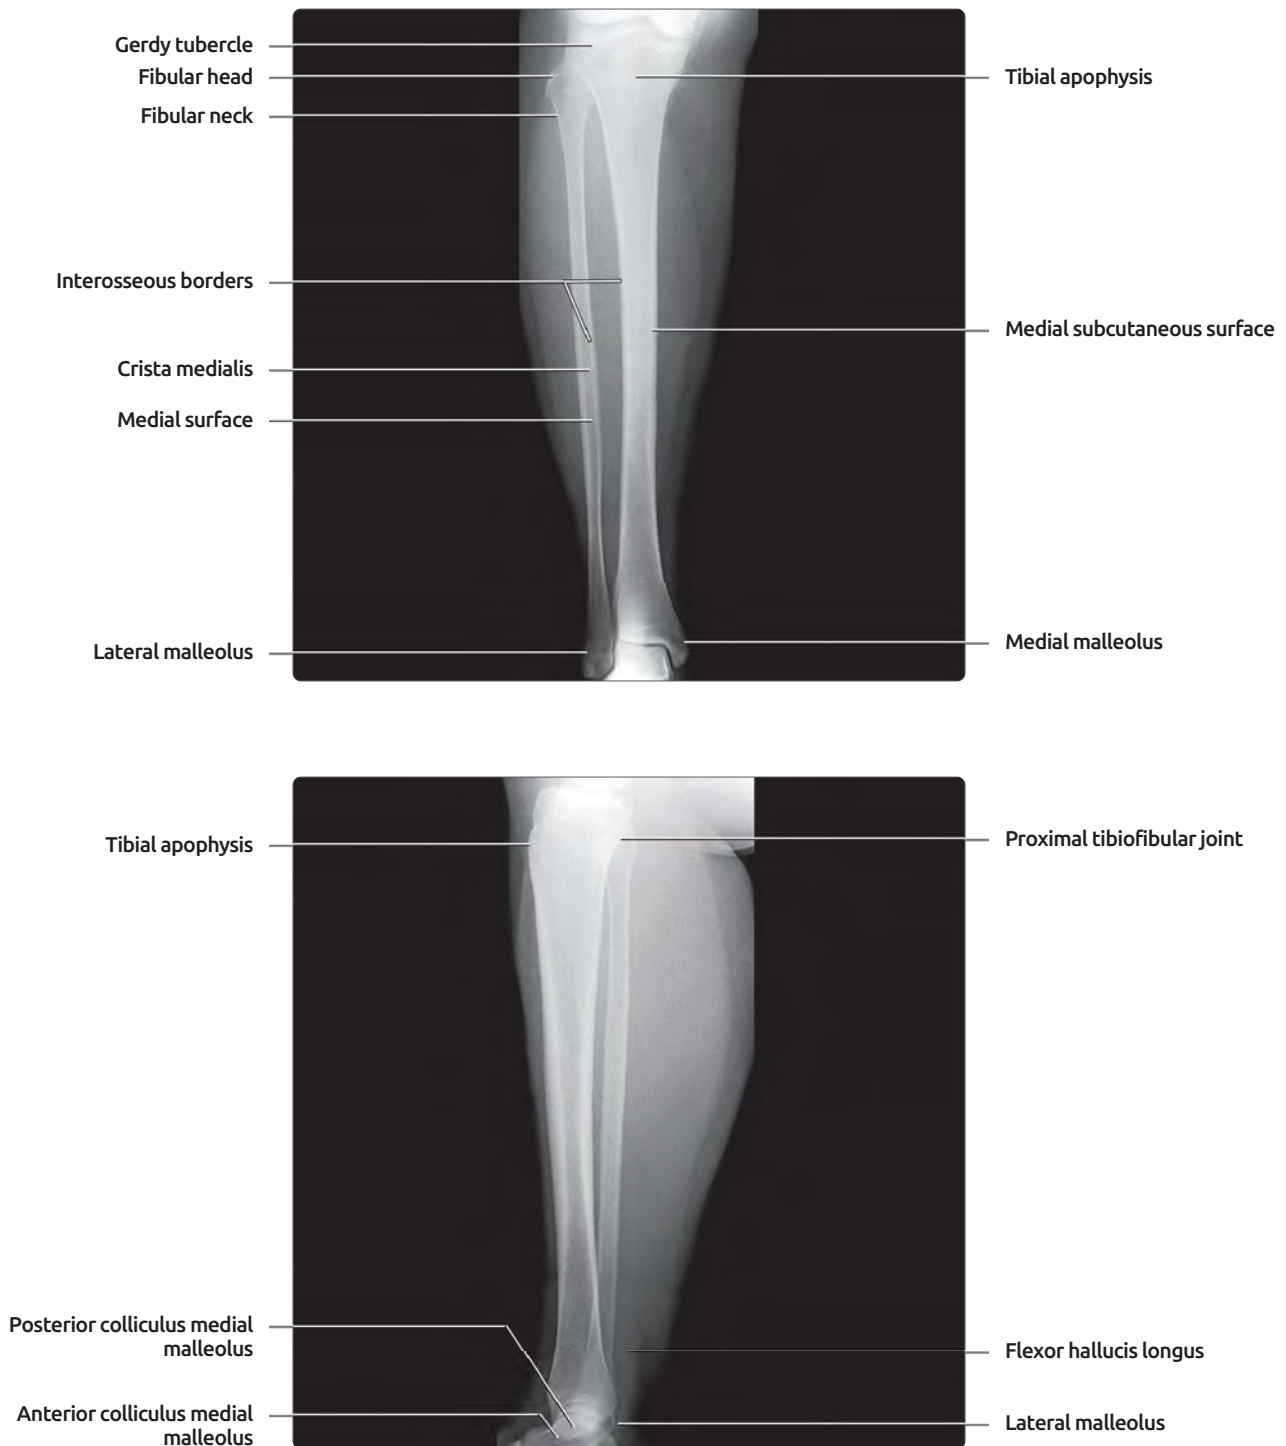 Gerdy tubercle
Fibular head
Fibular neck
Interosseous borders
Crista medialis
Medial surface
Lateral malleolus
Tibial apophysis
Medial subcutaneous surface
Medial malleolus
Tibial apophysis
Posterior colliculus medial
malleolus
Anterior colliculus medial
malleolus
Proximal tibiofibular joint
Flexor hallucis longus
Lateral malleolus